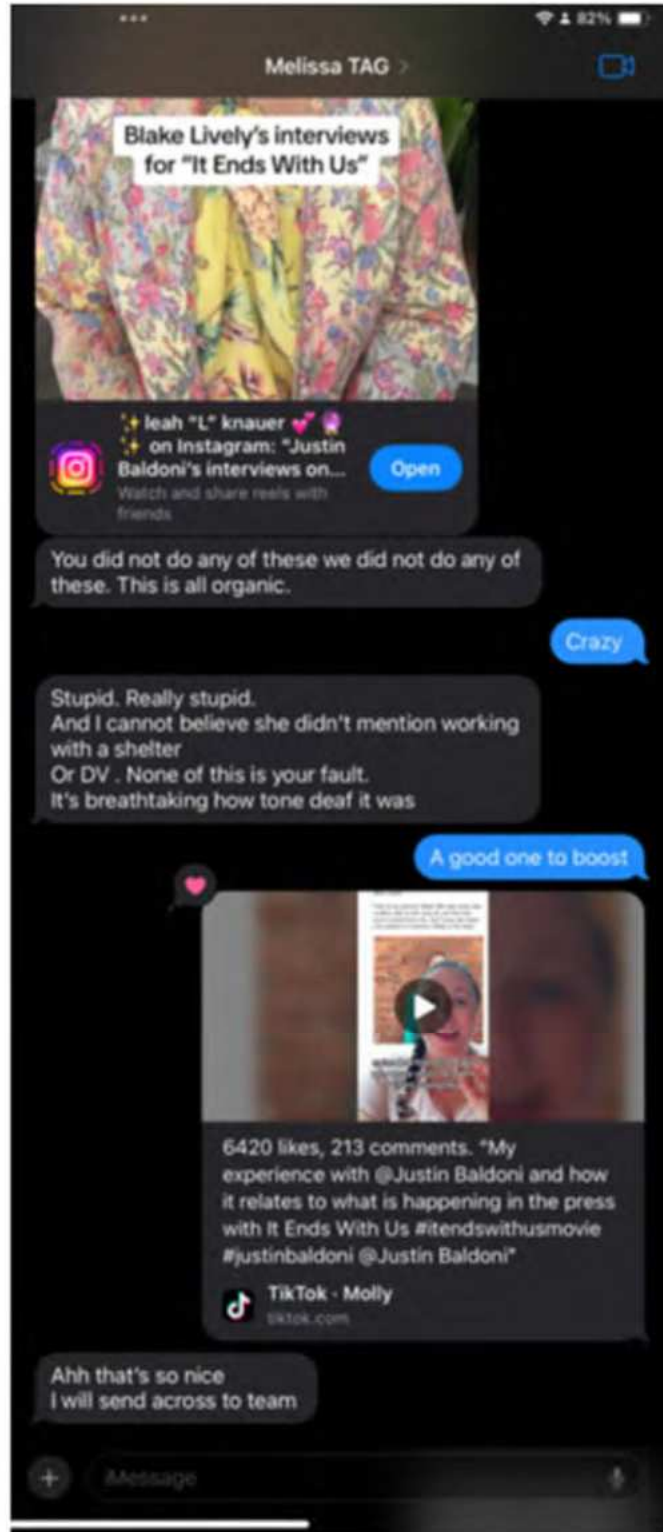 82%
Melissa TAG >
Blake Lively's interviews
for "It Ends With Us"
✨ leah "L" knauer 💕 🔮
✨ on Instagram: "Justin
Baldoni's interviews on...
Open
Watch and share reels with
friends
You did not do any of these we did not do any of
these. This is all organic.
Crazy
Stupid. Really stupid.
And I cannot believe she didn't mention working
with a shelter
Or DV . None of this is your fault.
It's breathtaking how tone deaf it was
A good one to boost
6420 likes, 213 comments. "My
experience with @Justin Baldoni and how
it relates to what is happening in the press
with It Ends With Us #itendswithusmovie
#justinbaldoni @Justin Baldoni"
TikTok · Molly
tiktok.com
Ahh that's so nice
I will send across to team
iMessage